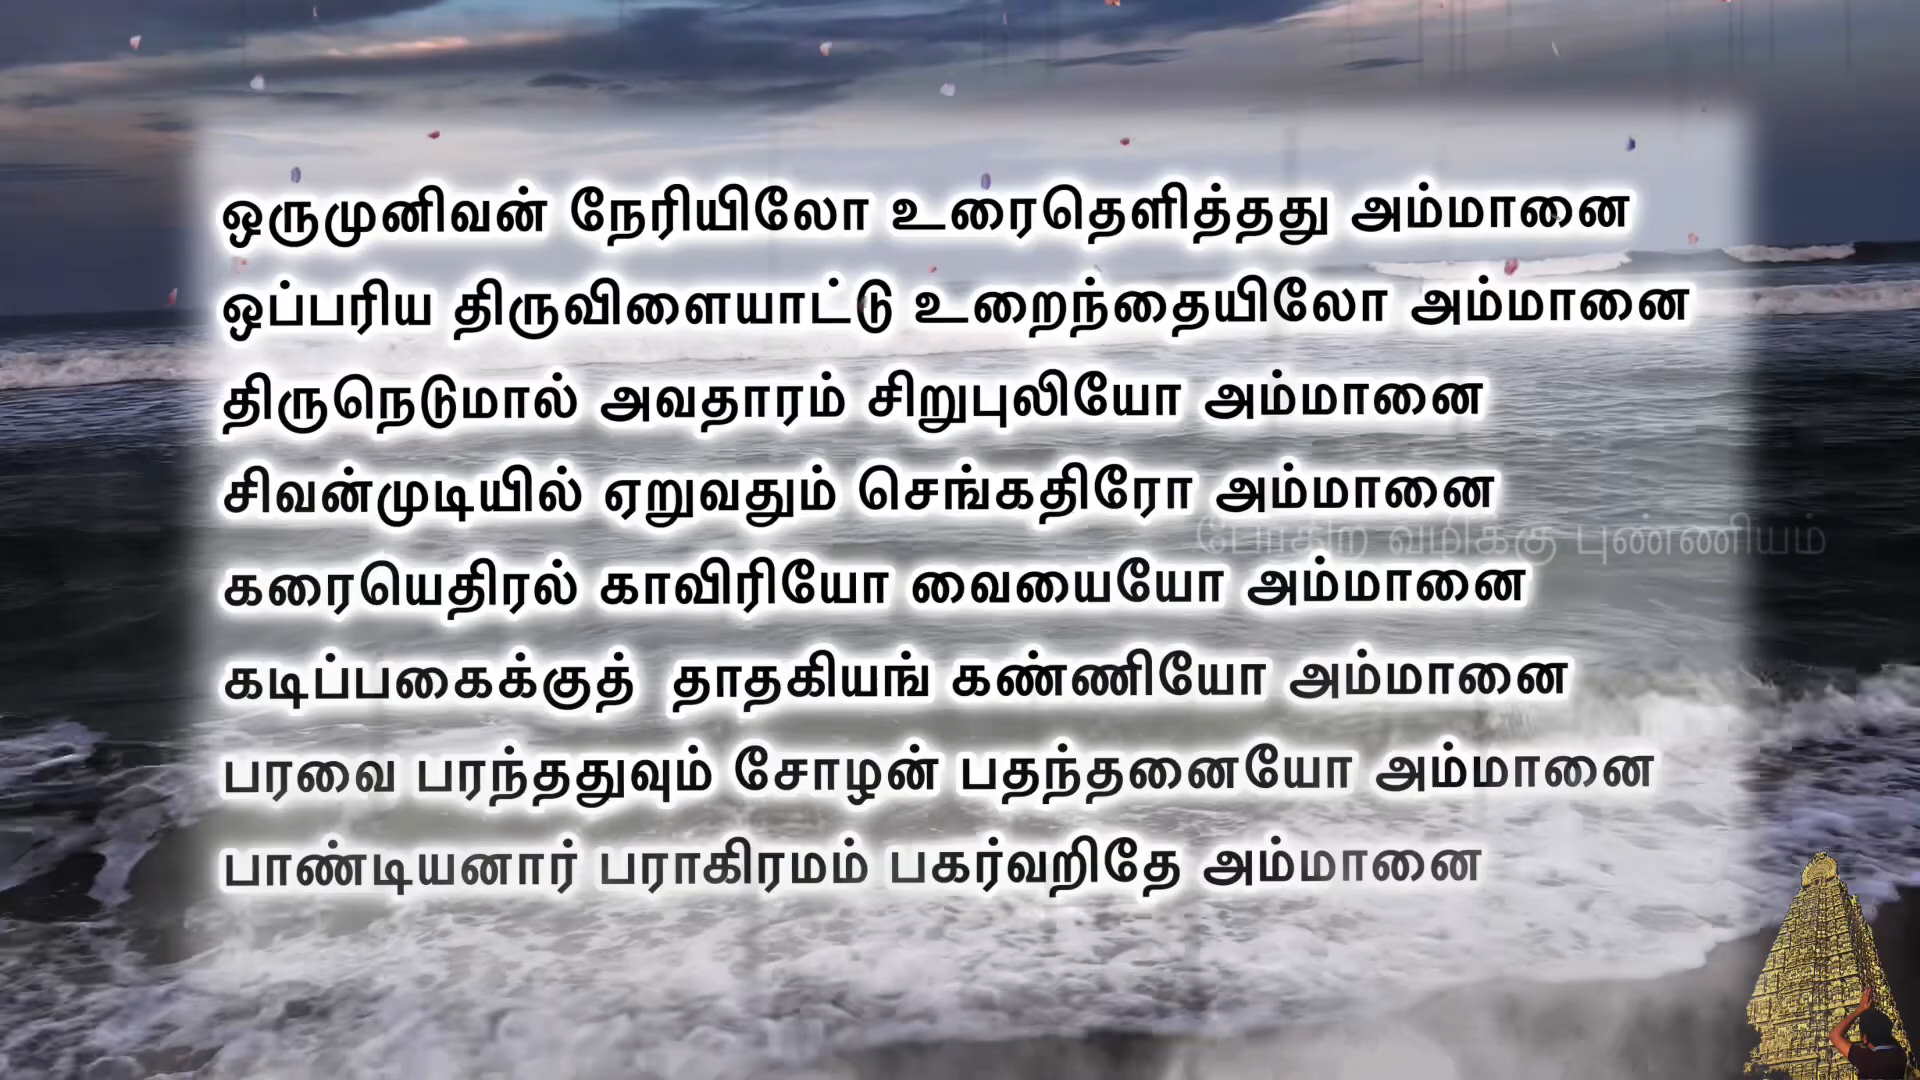 ஒருமுனிவன் நேரியிலோ உரைதெளித்தது அம்மானை
ஒப்பரிய திருவிளையாட்டு உறைந்தையிலோ அம்மானை
திருநெடுமால் அவதாரம் சிறுபுலியோ அம்மானை
சிவன்முடியில் ஏறுவதும் செங்கதிரோ அம்மானை
போகிற வழிக்கு புண்ணியம்
கரையெதிரல் காவிரியோ வையையோ அம்மானை
கடிப்பகைக்குத் தாதகியங் கண்ணியோ அம்மானை
பரவை பரந்ததுவும் சோழன் பதந்தனையோ அம்மானை
பாண்டியனார் பராகிரமம் பகர்வறிதே அம்மானை